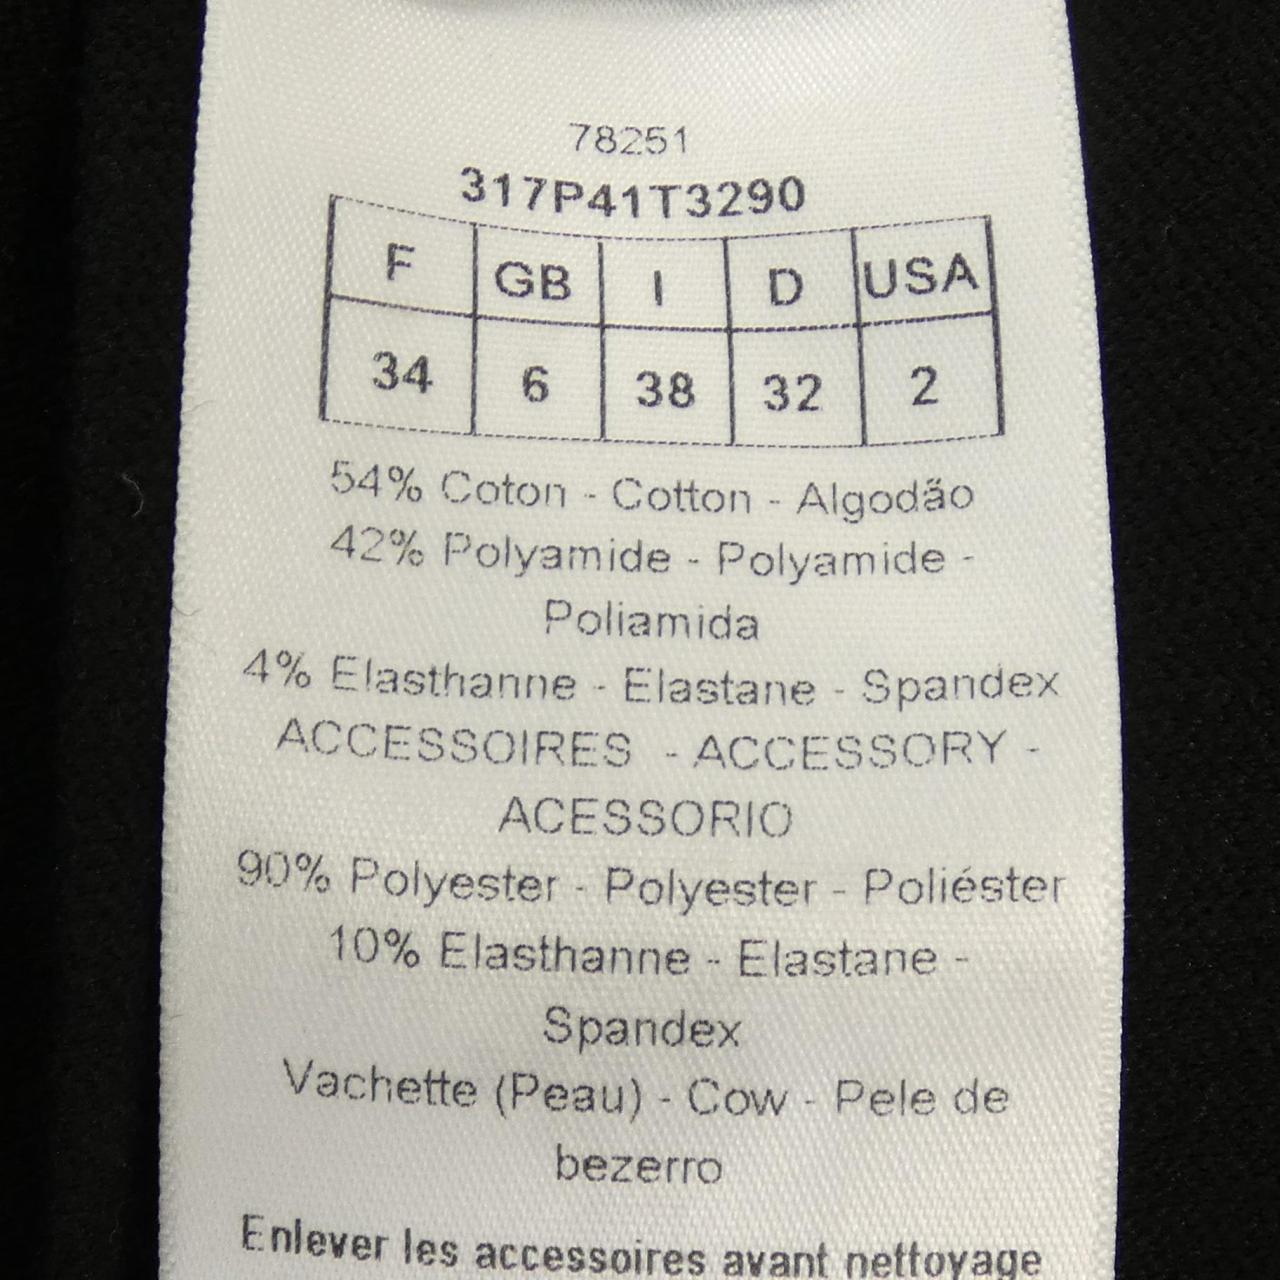 78251
317P41T3290
F GB I D USA
34 6 38 32 2
54% Coton - Cotton - Algodão
42% Polyamide - Polyamide -
Poliamida
4% Elasthanne - Elastane - Spandex
ACCESSOIRES - ACCESSORY -
ACESSORIO
90% Polyester - Polyester - Poliéster
10% Elasthanne - Elastane -
Spandex
Vachette (Peau) - Cow - Pele de
bezerro
Enlever les accessoires avant nettoyage